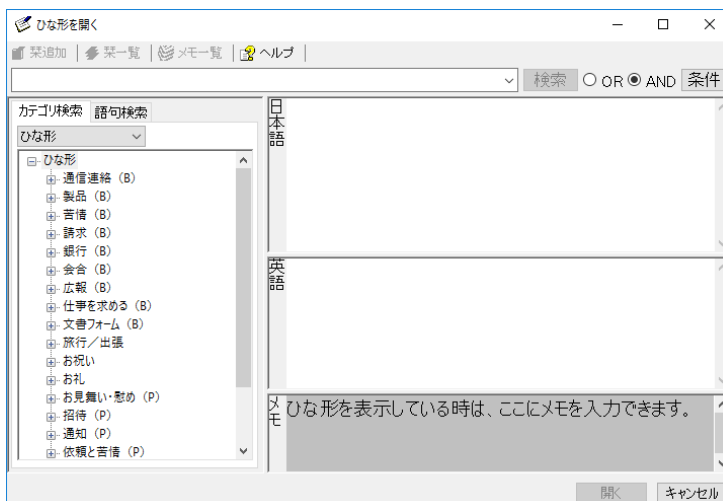 ひな形を開く
栞追加 栞一覧 メモ一覧 ヘルプ
検索 OR AND 条件
カテゴリ検索 語句検索
ひな形
ひな形
通信連絡 (B)
製品 (B)
苦情 (B)
請求 (B)
銀行 (B)
会合 (B)
広報 (B)
仕事を求める (B)
文書フォーム (B)
旅行／出張
お祝い
お礼
お見舞い・慰め (P)
招待 (P)
通知 (P)
依頼と苦情 (P)
日本語
英語
メモ
ひな形を表示している時は、ここにメモを入力できます。
開く キャンセル